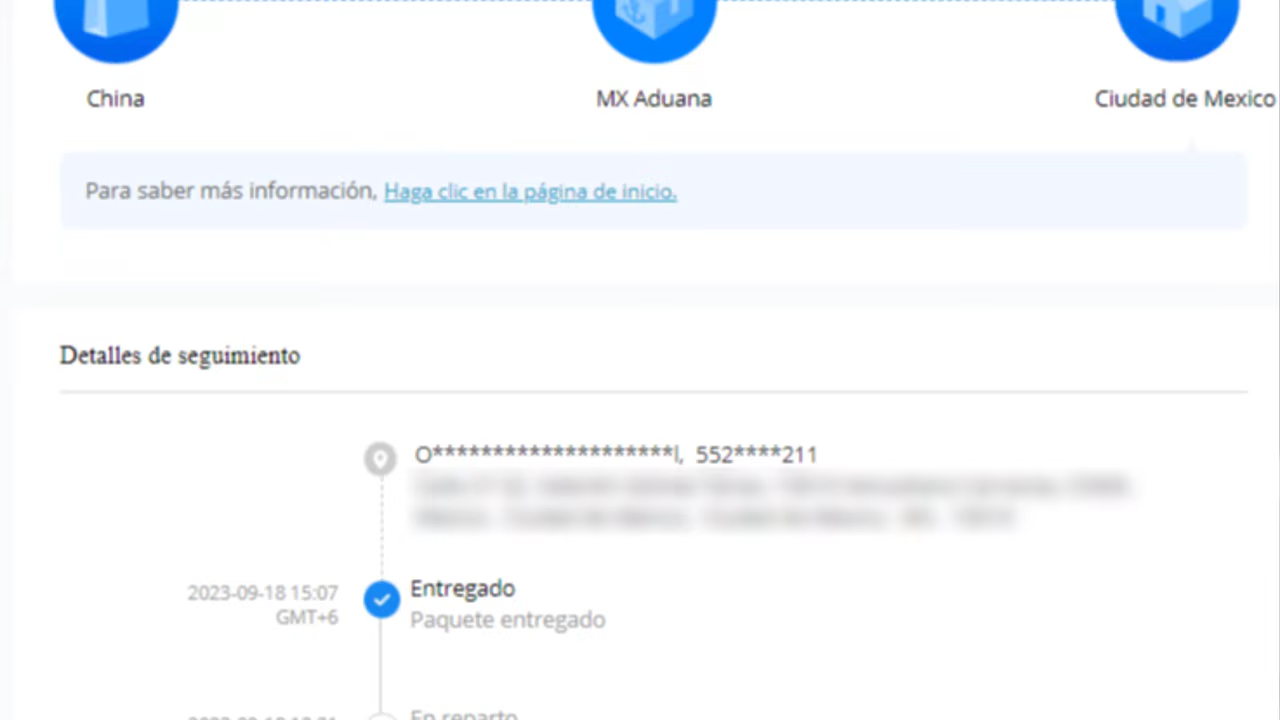 China
MX Aduana
Ciudad de Mexico
Para saber más información, Haga clic en la página de inicio.
Detalles de seguimiento
O********************l, 552****211
2023-09-18 15:07
GMT+6
Entregado
Paquete entregado
En reparto